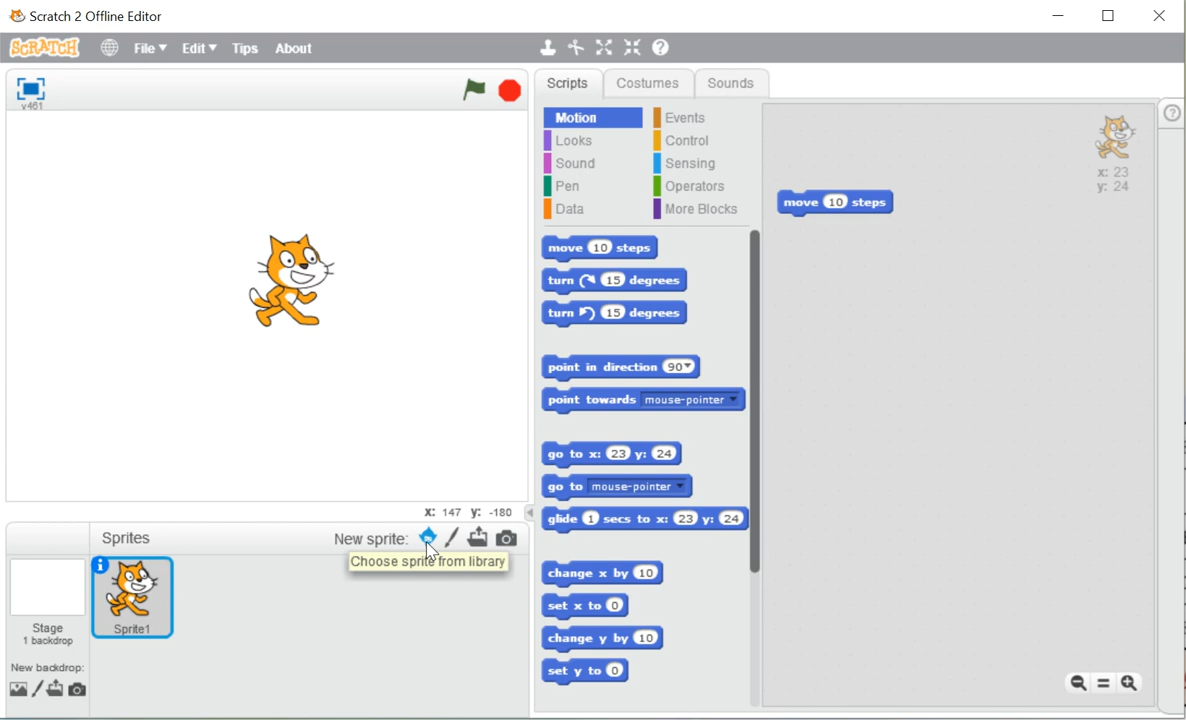 Scratch 2 Offline Editor
SCRATCH File Edit Tips About
v461
Scripts Costumes Sounds
Motion Events
Looks Control
Sound Sensing
Pen Operators
Data More Blocks
move 10 steps
turn 15 degrees
turn 15 degrees
point in direction 90
point towards mouse-pointer
go to x: 23 y: 24
go to mouse-pointer
glide 1 secs to x: 23 y: 24
change x by 10
set x to 0
change y by 10
set y to 0
move 10 steps
x: 23
y: 24
x: 147 y: -180
Sprites New sprite:
Choose sprite from library
Sprite1
Stage
1 backdrop
New backdrop: